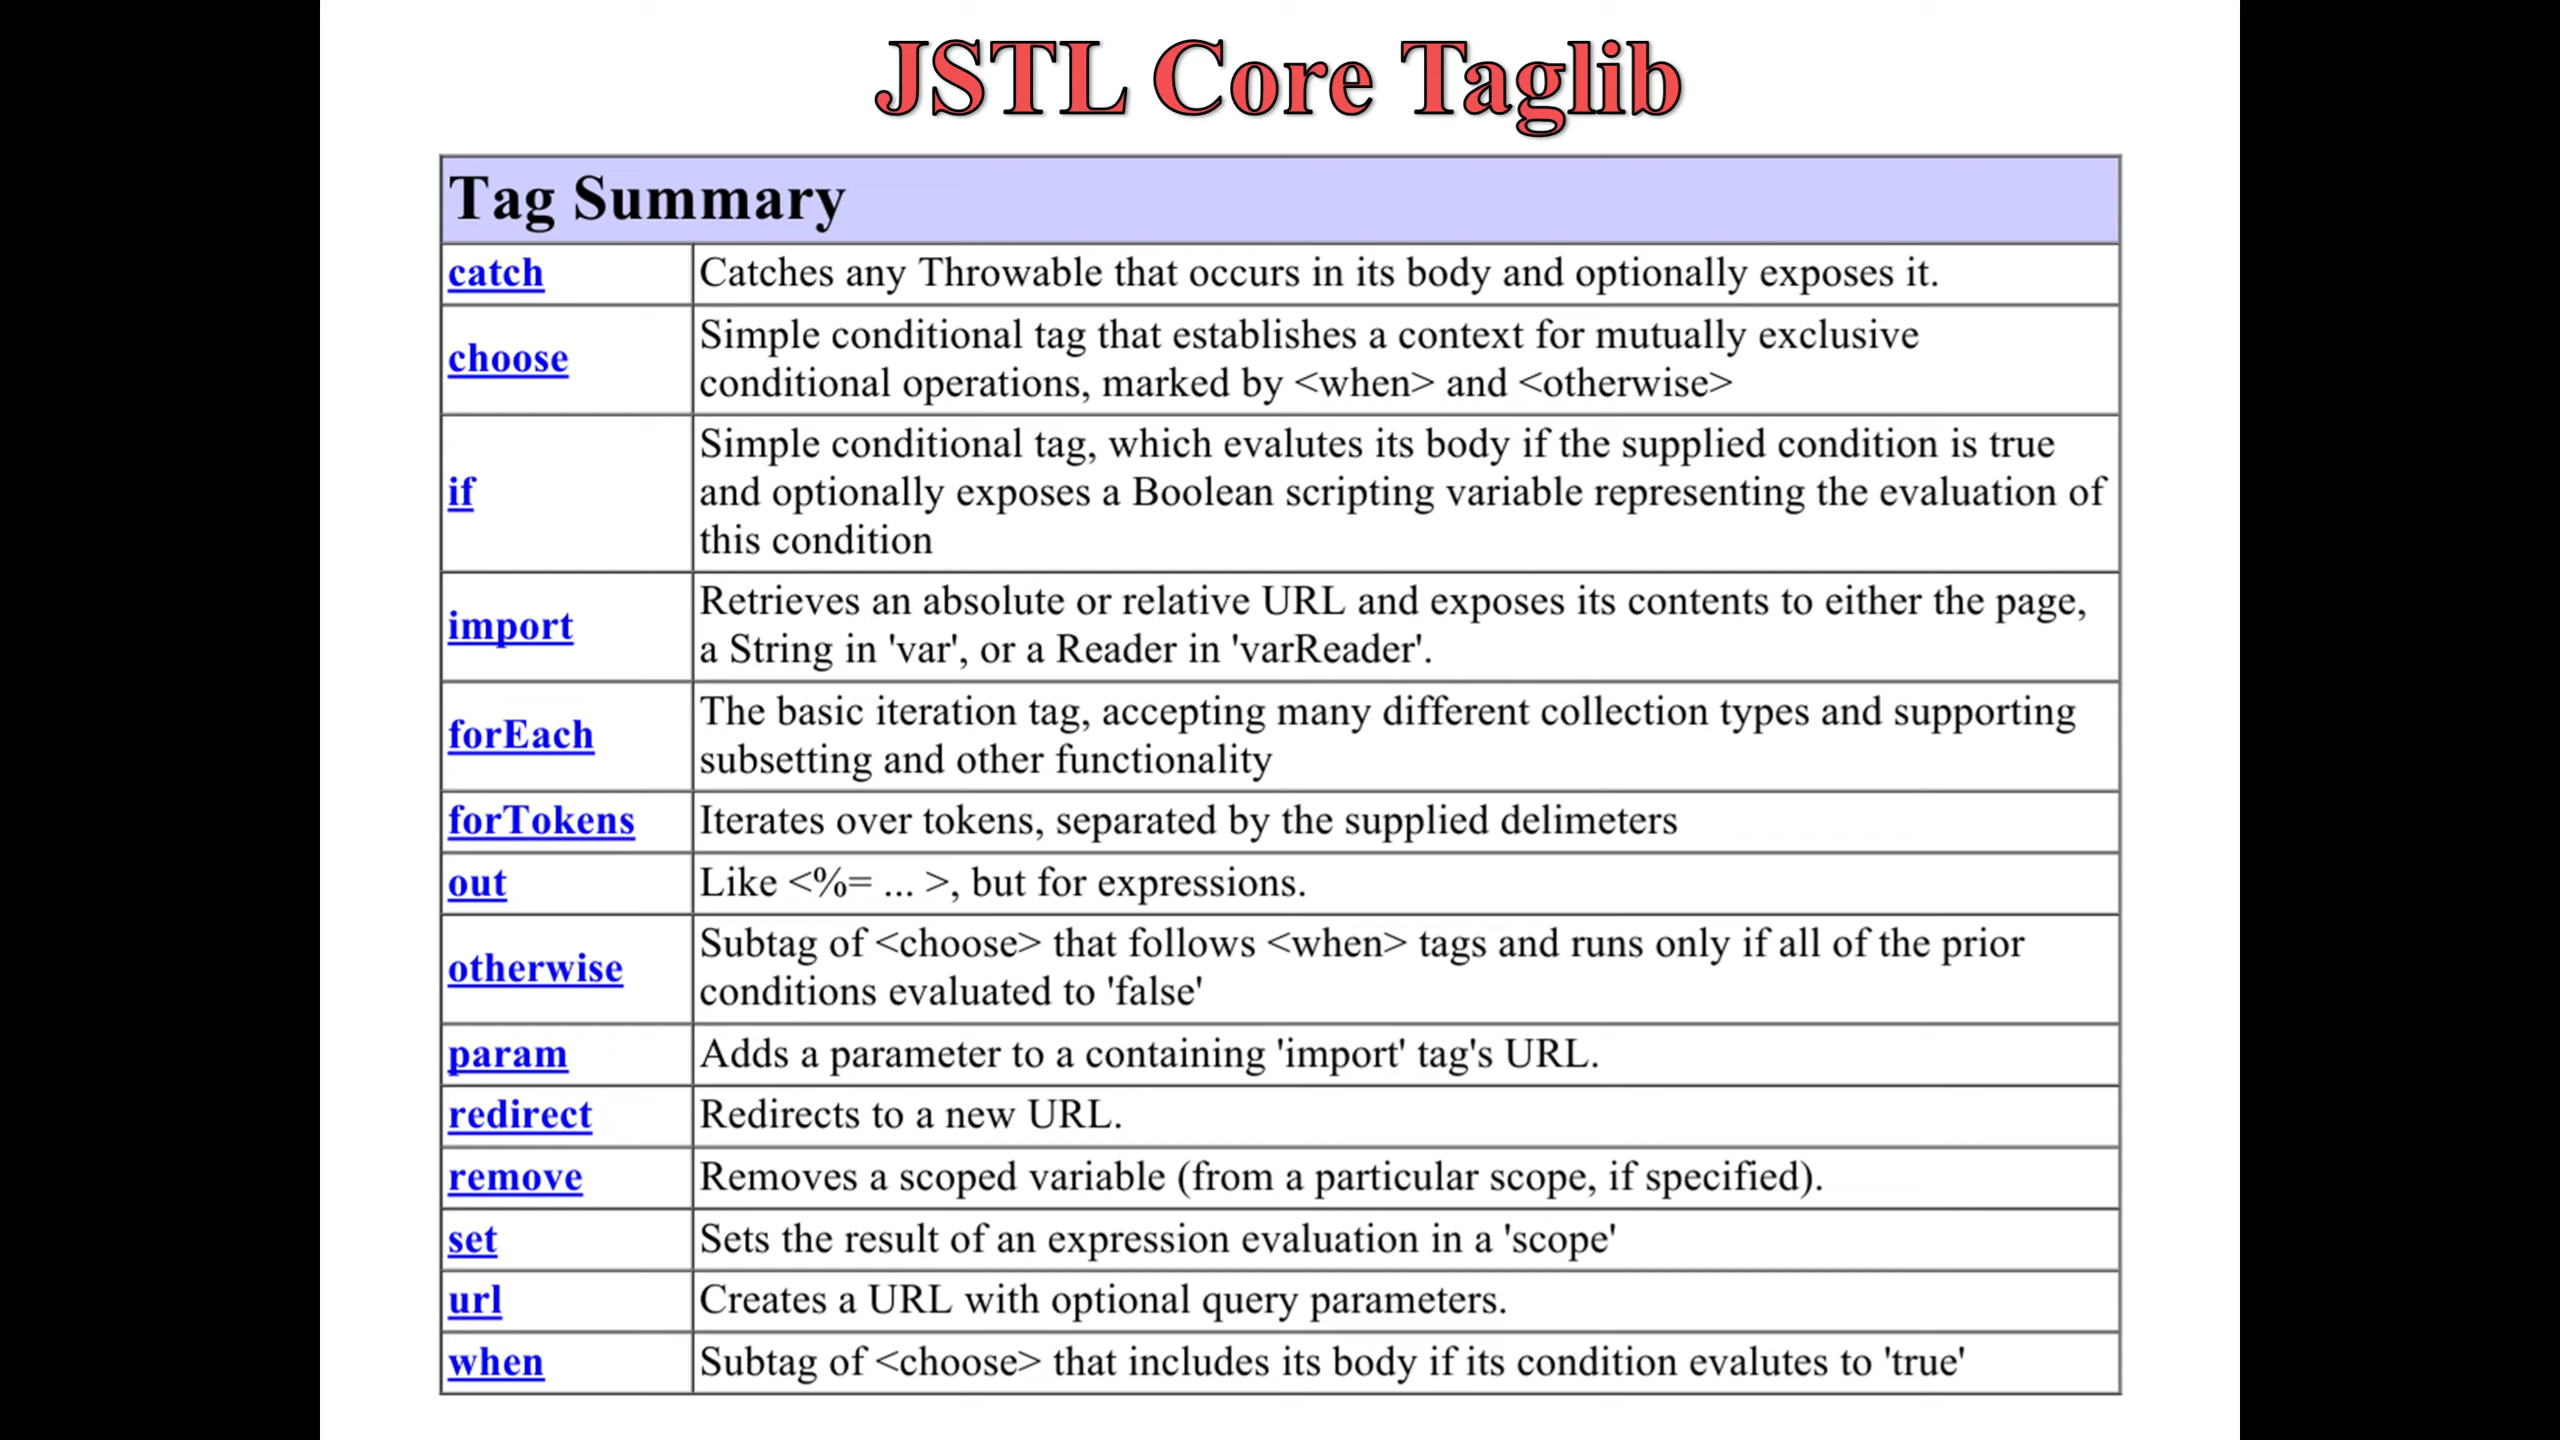 JSTL Core Taglib
Tag Summary
catch
Catches any Throwable that occurs in its body and optionally exposes it.
choose
Simple conditional tag that establishes a context for mutually exclusive
conditional operations, marked by <when> and <otherwise>
if
Simple conditional tag, which evalutes its body if the supplied condition is true
and optionally exposes a Boolean scripting variable representing the evaluation of
this condition
import
Retrieves an absolute or relative URL and exposes its contents to either the page,
a String in 'var', or a Reader in 'varReader'.
forEach
The basic iteration tag, accepting many different collection types and supporting
subsetting and other functionality
forTokens
Iterates over tokens, separated by the supplied delimeters
out
Like <%= ... >, but for expressions.
otherwise
Subtag of <choose> that follows <when> tags and runs only if all of the prior
conditions evaluated to 'false'
param
Adds a parameter to a containing 'import' tag's URL.
redirect
Redirects to a new URL.
remove
Removes a scoped variable (from a particular scope, if specified).
set
Sets the result of an expression evaluation in a 'scope'
url
Creates a URL with optional query parameters.
when
Subtag of <choose> that includes its body if its condition evalutes to 'true'